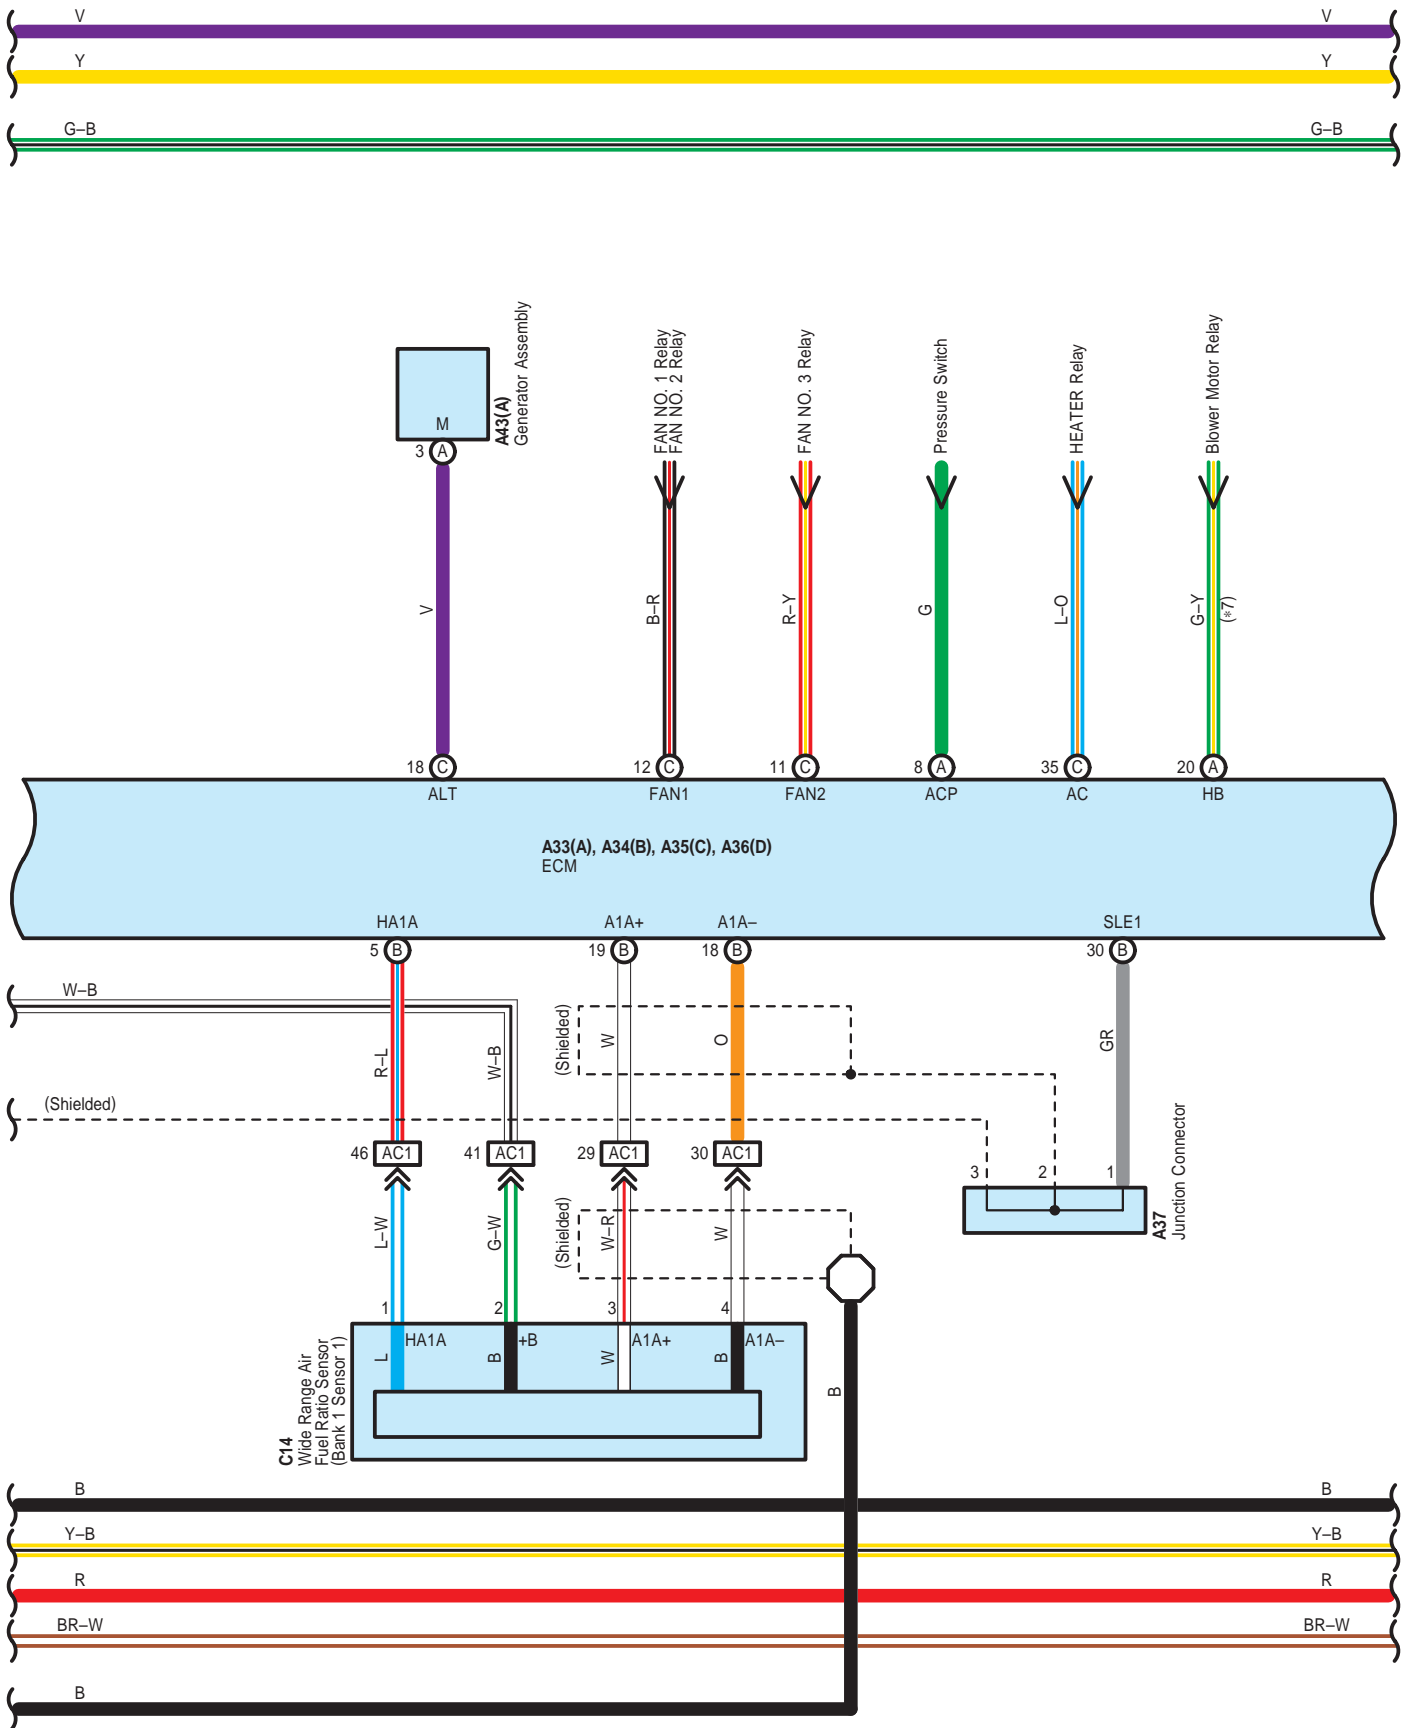 V V
Y Y
G–B G–B
A43(A)
Generator Assembly
M
3 A
FAN NO. 1 Relay
FAN NO. 2 Relay
FAN NO. 3 Relay
Pressure Switch
HEATER Relay
Blower Motor Relay
V
B–R
R–Y
G
L–O
G–Y
(*7)
18 C 12 C 11 C 8 A 35 C 20 A
ALT FAN1 FAN2 ACP AC HB
A33(A), A34(B), A35(C), A36(D)
ECM
HA1A A1A+ A1A– SLE1
5 B 19 B 18 B 30 B
W–B
R–L
W–B
(Shielded)
W
O
GR
(Shielded)
46 AC1 41 AC1 29 AC1 30 AC1
3 2 1
A37
Junction Connector
L–W
G–W
(Shielded)
W–R
W
1 2 3 4
HA1A +B A1A+ A1A–
L B W B
C14
Wide Range Air
Fuel Ratio Sensor
(Bank 1 Sensor 1)
B
B B
Y–B Y–B
R R
BR–W BR–W
B